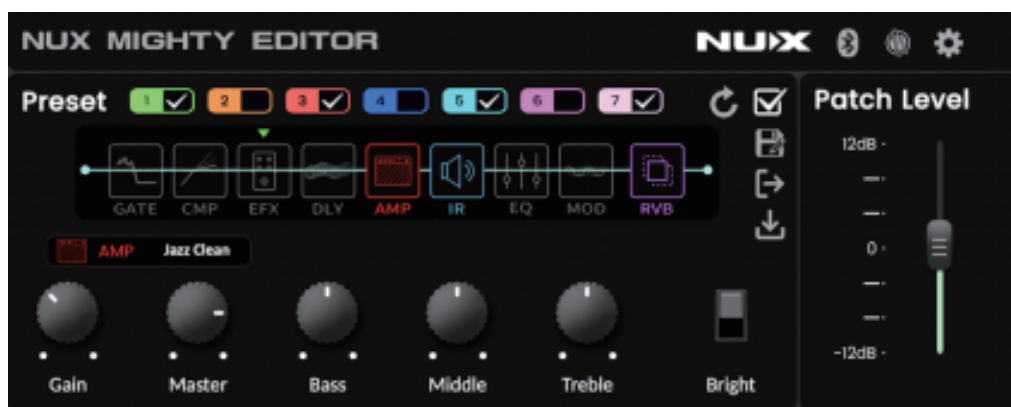 NUX MIGHTY EDITOR
NUX
Preset 1 2 3 4 5 6 7
Patch Level
12dB
0
-12dB
GATE CMP EFX DLY AMP IR EQ MOD RVB
AMP Jazz Clean
Gain Master Bass Middle Treble Bright